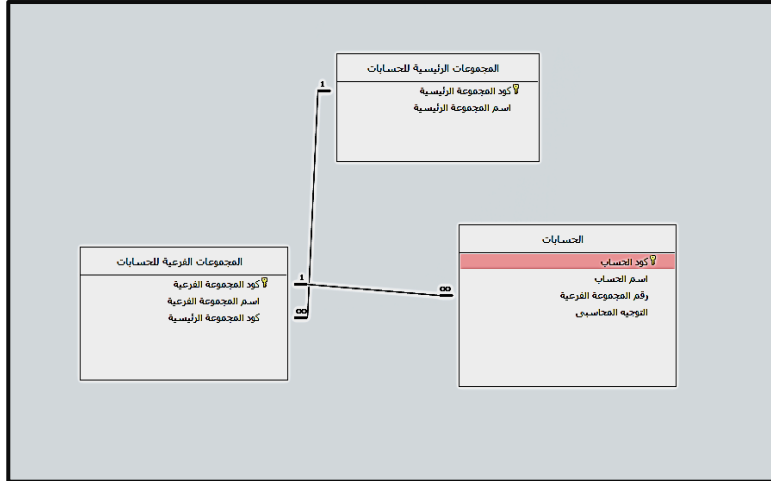 المجموعات الرئيسية للحسابات
1
كود المجموعة الرئيسية
اسم المجموعة الرئيسية
الحسابات
كود الحساب
اسم الحساب
رقم المجموعة الفرعية
التوجيه المحاسبى
∞
المجموعات الفرعية للحسابات
كود المجموعة الفرعية
اسم المجموعة الفرعية
كود المجموعة الرئيسية
1
∞